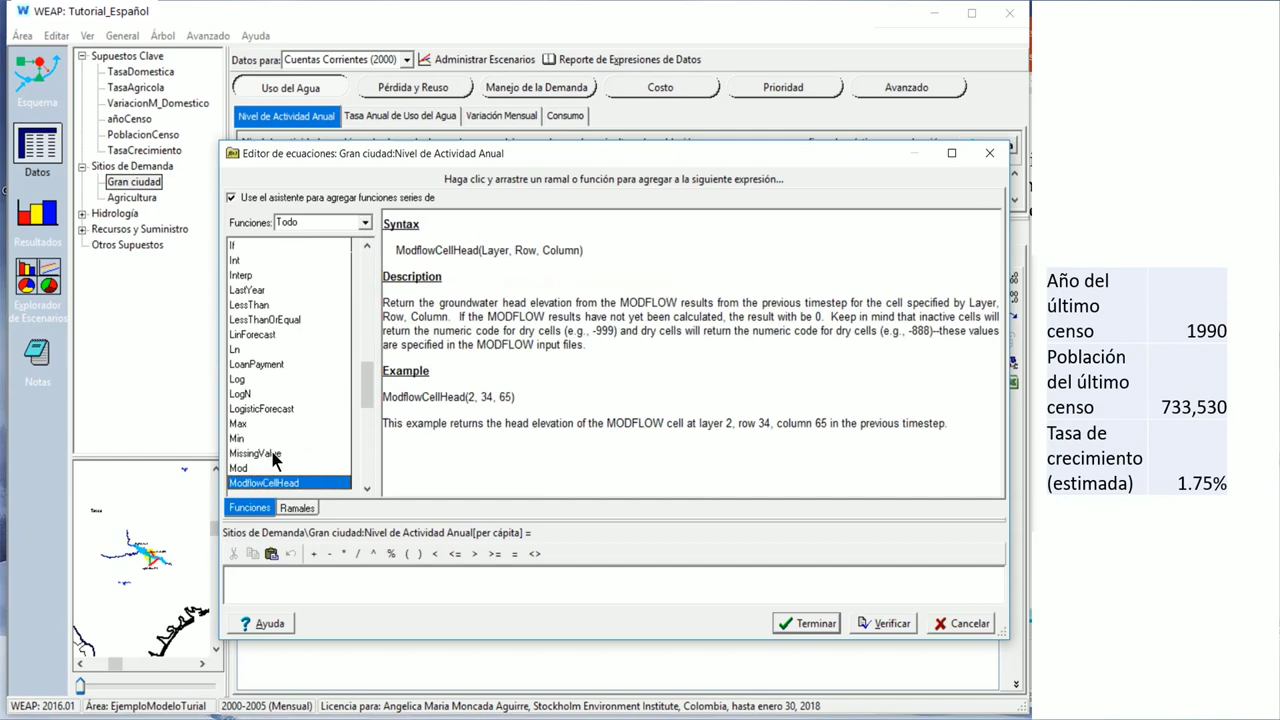 WEAP: Tutorial_Español
Área Editar Ver General Árbol Avanzado Ayuda
Esquema
Datos
Resultados
Explorador
de Escenarios
Notas
Supuestos Clave
TasaDomestica
TasaAgricola
VariacionM_Domestico
añoCenso
PoblacionCenso
TasaCrecimiento
Sitios de Demanda
Gran ciudad
Agricultura
Hidrología
Recursos y Suministro
Otros Supuestos
Datos para: Cuentas Corrientes (2000) Administrar Escenarios Reporte de Expresiones de Datos
Uso del Agua Pérdida y Reuso Manejo de la Demanda Costo Prioridad Avanzado
Nivel de Actividad Anual Tasa Anual de Uso del Agua Variación Mensual Consumo
Editor de ecuaciones: Gran ciudad:Nivel de Actividad Anual
Haga clic y arrastre un ramal o función para agregar a la siguiente expresión...
Use el asistente para agregar funciones series de
Funciones: Todo
If
Int
Interp
LastYear
LessThan
LessThanOrEqual
LinForecast
Ln
LoanPayment
Log
LogN
LogisticForecast
Max
Min
MissingValue
Mod
ModflowCellHead
Funciones Ramales
Syntax
ModflowCellHead(Layer, Row, Column)
Description
Return the groundwater head elevation from the MODFLOW results from the previous timestep for the cell specified by Layer,
Row, Column. If the MODFLOW results have not yet been calculated, the result with be 0. Keep in mind that inactive cells will
return the numeric code for dry cells (e.g., -999) and dry cells will return the numeric code for dry cells (e.g., -888)--these values
are specified in the MODFLOW input files.
Example
ModflowCellHead(2, 34, 65)
This example returns the head elevation of the MODFLOW cell at layer 2, row 34, column 65 in the previous timestep.
Sitios de Demanda\Gran ciudad:Nivel de Actividad Anual[per cápita] =
+ - * / ^ % ( ) < <= > >= = <>
Ayuda Terminar Verificar Cancelar
WEAP: 2016.01 Área: EjemploModeloTurial 2000-2005 (Mensual) Licencia para: Angelica Maria Moncada Aguirre, Stockholm Environment Institute, Colombia, hasta enero 30, 2018
Año del
último
censo 1990
Población
del último
censo 733,530
Tasa de
crecimiento
(estimada) 1.75%